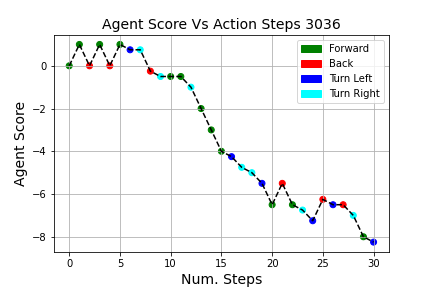 Agent Score Vs Action Steps 3036
Forward
Back
Turn Left
Turn Right
Agent Score
0
−2
−4
−6
−8
0 5 10 15 20 25 30
Num. Steps